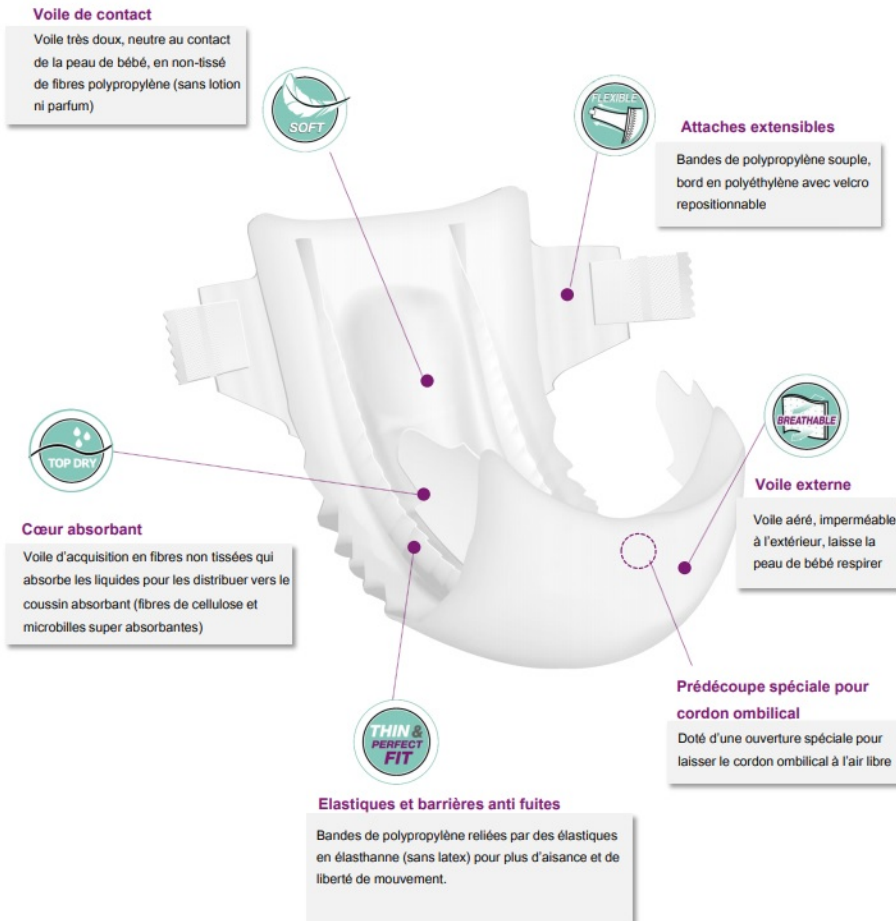 Voile de contact
Voile très doux, neutre au contact
de la peau de bébé, en non-tissé
de fibres polypropylène (sans lotion
ni parfum)
SOFT
FLEXIBLE
Attaches extensibles
Bandes de polypropylène souple,
bord en polyéthylène avec velcro
repositionnable
TOP DRY
BREATHABLE
Cœur absorbant
Voile d'acquisition en fibres non tissées qui
absorbe les liquides pour les distribuer vers le
coussin absorbant (fibres de cellulose et
microbilles super absorbantes)
Voile externe
Voile aéré, imperméable
à l'extérieur, laisse la
peau de bébé respirer
Prédécoupe spéciale pour
cordon ombilical
Doté d'une ouverture spéciale pour
laisser le cordon ombilical à l'air libre
THIN &
PERFECT
FIT
Elastiques et barrières anti fuites
Bandes de polypropylène reliées par des élastiques
en élasthanne (sans latex) pour plus d'aisance et de
liberté de mouvement.